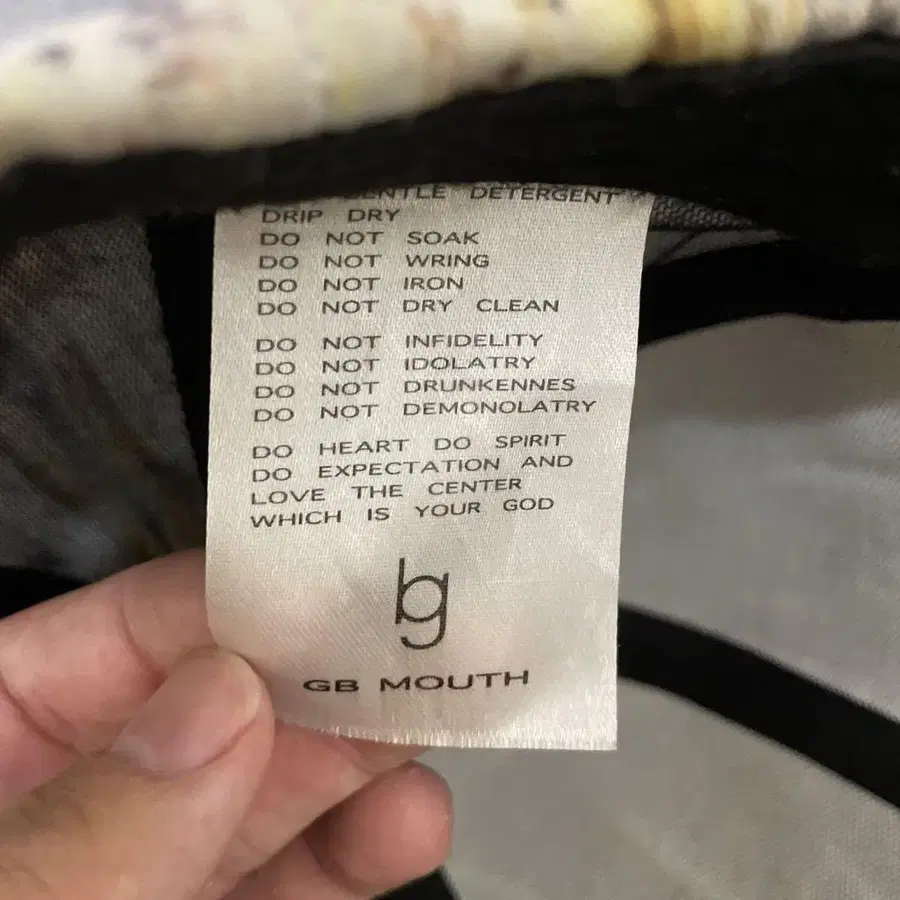 GENTLE DETERGENT
DRIP DRY
DO NOT SOAK
DO NOT WRING
DO NOT IRON
DO NOT DRY CLEAN
DO NOT INFIDELITY
DO NOT IDOLATRY
DO NOT DRUNKENNES
DO NOT DEMONOLATRY
DO HEART DO SPIRIT
DO EXPECTATION AND
LOVE THE CENTER
WHICH IS YOUR GOD
bg
GB MOUTH